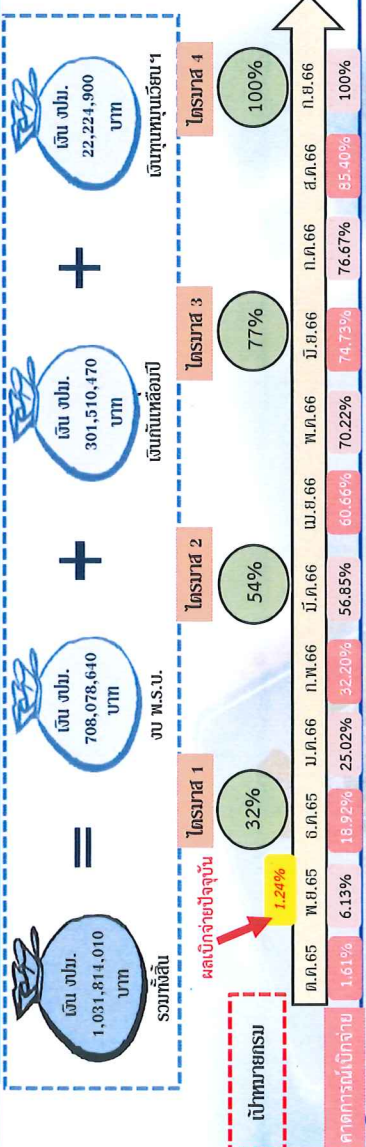 เงิน งปม.
1,031,814,010
บาท
รวมทั้งสิ้น
=
เงิน งปม.
708,078,640
บาท
งบ พ.ร.บ.
+
เงิน งปม.
301,510,470
บาท
เงินกันเหลื่อมปี
+
เงิน งปม.
22,224,900
บาท
เงินทุนหมุนเวียนฯ
ไตรมาส 1 ไตรมาส 2 ไตรมาส 3 ไตรมาส 4
เป้าหมายกรม 32% 54% 77% 100%
ผลเบิกจ่ายปัจจุบัน
1.24%
ต.ค.65 พ.ย.65 ธ.ค.65 ม.ค.66 ก.พ.66 มี.ค.66 เม.ย.66 พ.ค.66 มิ.ย.66 ก.ค.66 ส.ค.66 ก.ย.66
คาดการณ์เบิกจ่าย 1.61% 6.13% 18.92% 25.02% 32.20% 56.85% 60.66% 70.22% 74.73% 76.67% 85.40% 100%